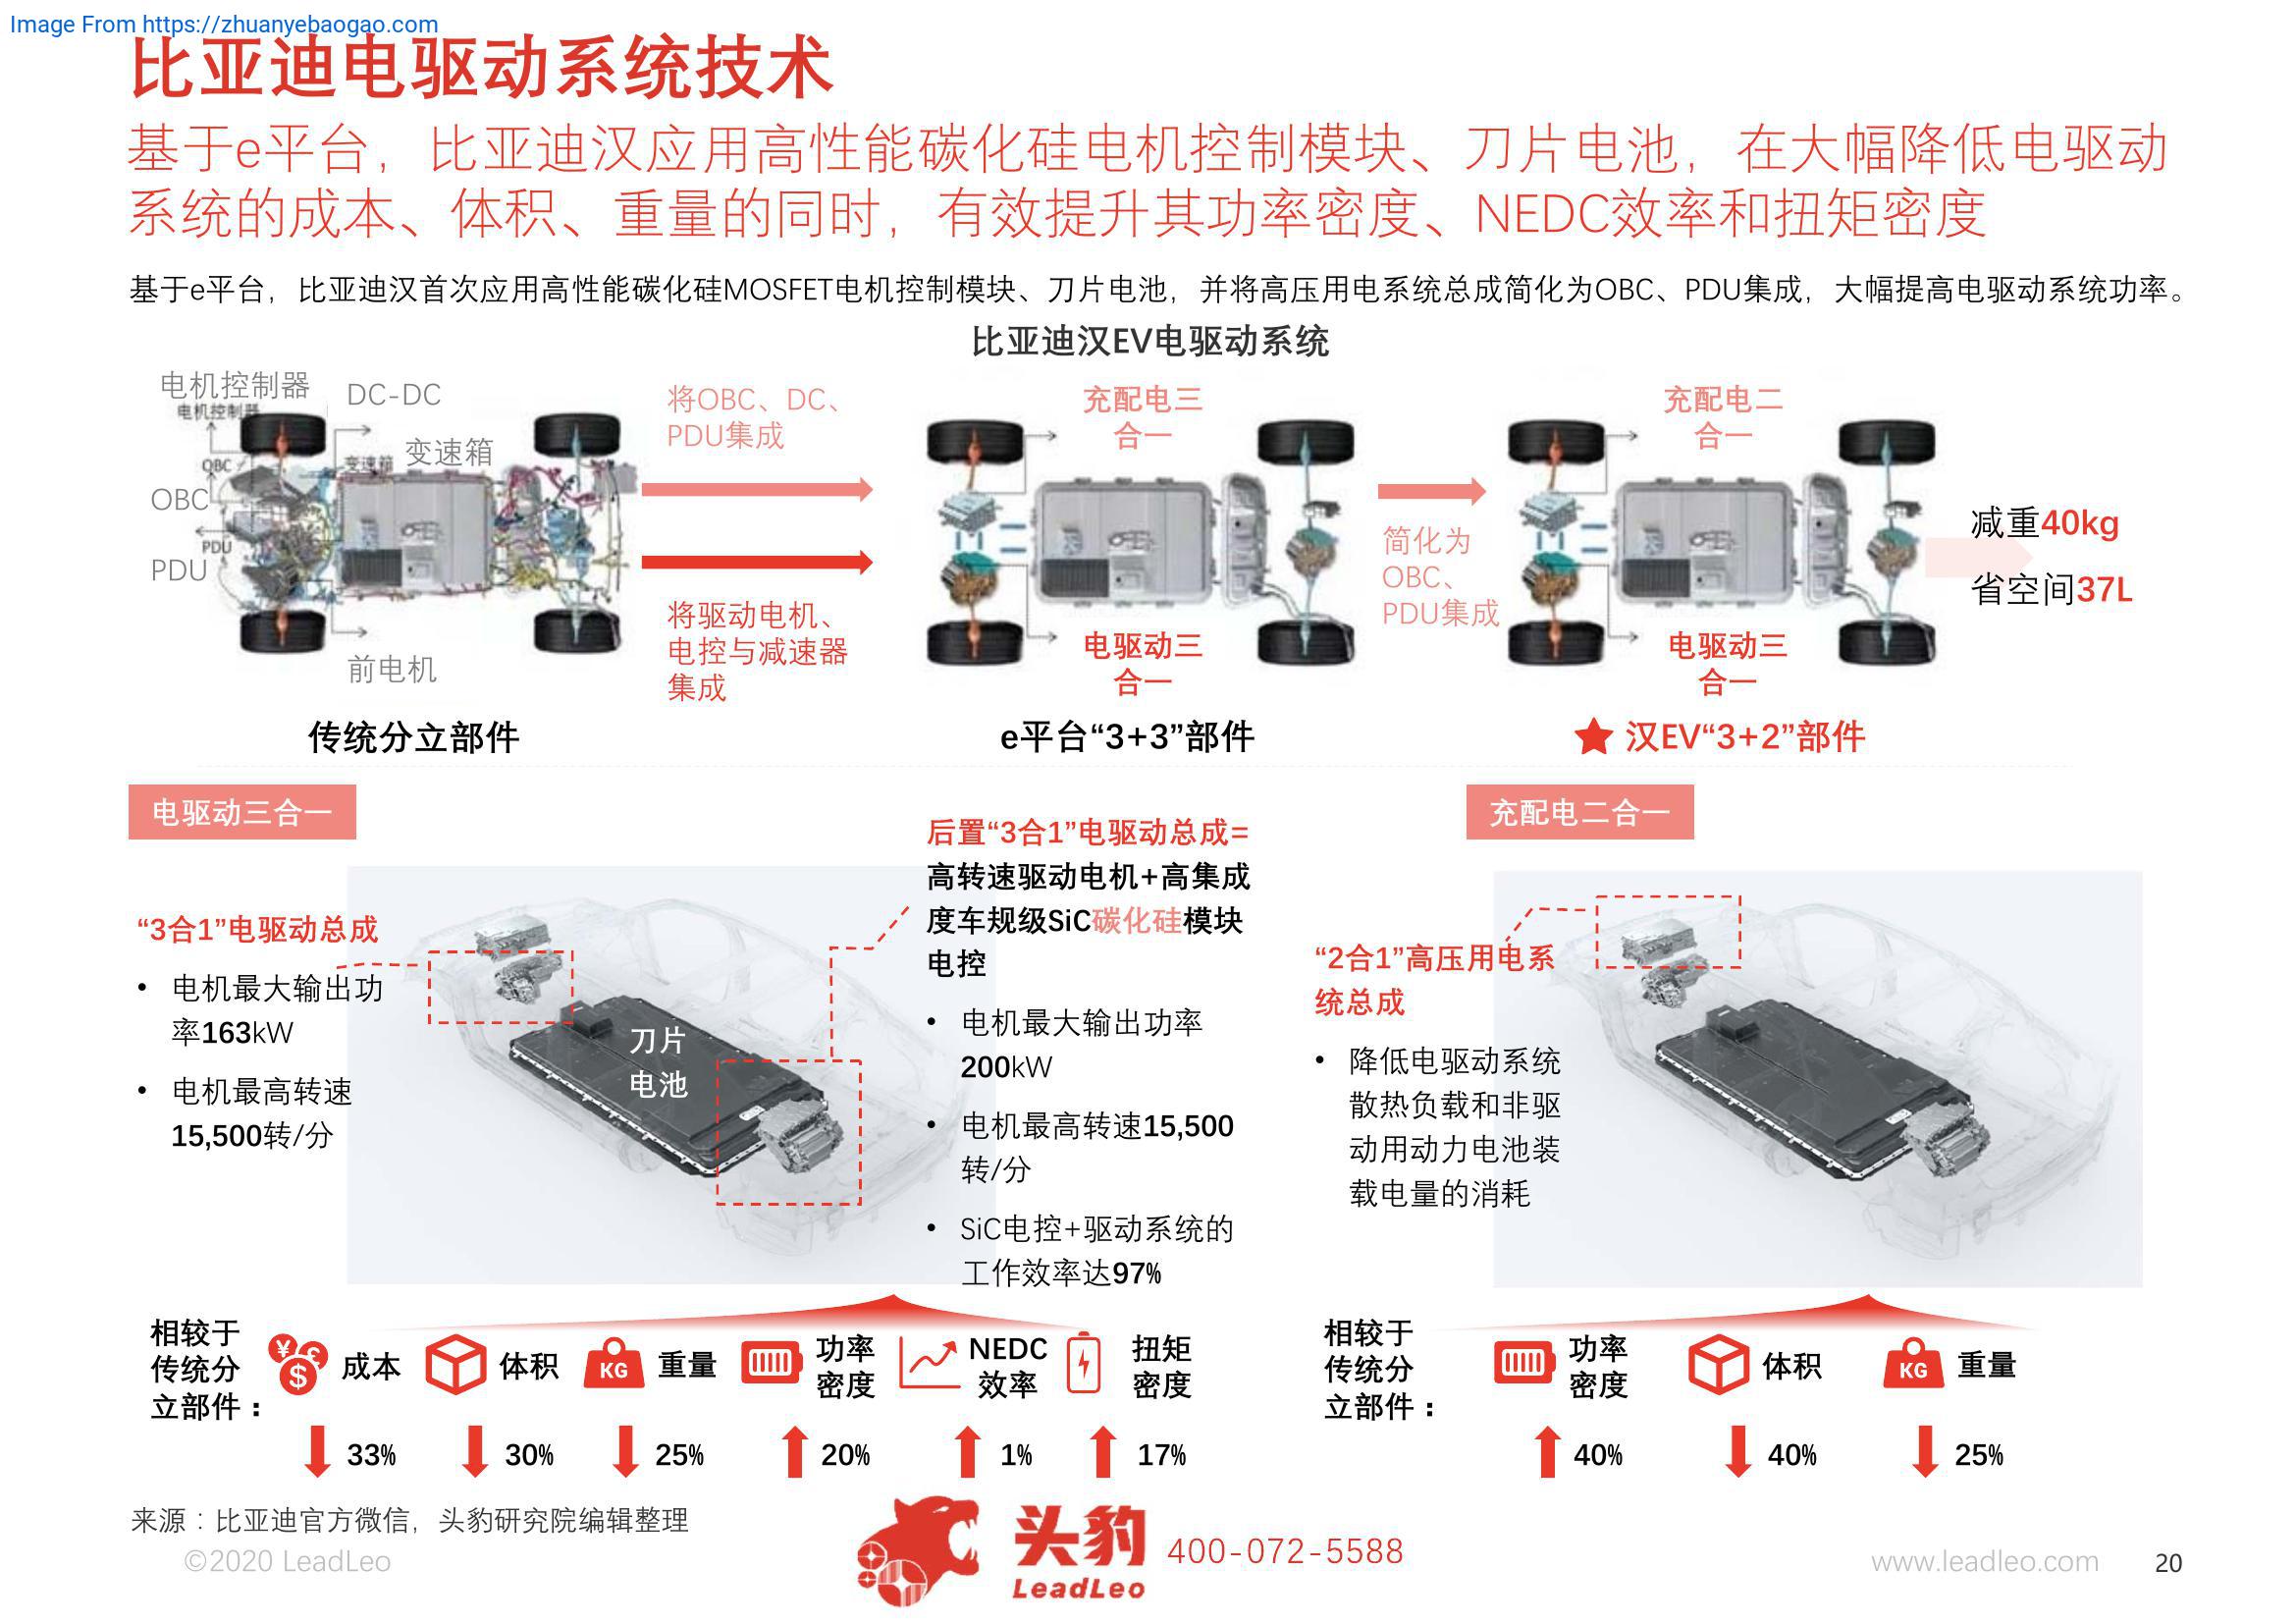 Image From https://zhuanyebaogao.com
比亚迪电驱动系统技术
基于e平台，比亚迪汉应用高性能碳化硅电机控制模块、刀片电池，在大幅降低电驱动
系统的成本、体积、重量的同时，有效提升其功率密度、NEDC效率和扭矩密度
基于e平台，比亚迪汉首次应用高性能碳化硅MOSFET电机控制模块、刀片电池，并将高压用电系统总成简化为OBC、PDU集成，大幅提高电驱动系统功率。
比亚迪汉EV电驱动系统
电机控制器
电机控制器
DC-DC
变速箱
变速箱
OBC
OBC
PDU
PDU
前电机
将OBC、DC、
PDU集成
将驱动电机、
电控与减速器
集成
充配电三
合一
电驱动三
合一
简化为
OBC、
PDU集成
充配电二
合一
电驱动三
合一
减重40kg
省空间37L
传统分立部件
e平台“3+3”部件
汉EV“3+2”部件
电驱动三合一
“3合1”电驱动总成
• 电机最大输出功
率163kW
• 电机最高转速
15,500转/分
刀片
电池
后置“3合1”电驱动总成=
高转速驱动电机+高集成
度车规级SiC碳化硅模块
电控
• 电机最大输出功率
200kW
• 电机最高转速15,500
转/分
• SiC电控+驱动系统的
工作效率达97%
充配电二合一
“2合1”高压用电系
统总成
• 降低电驱动系统
散热负载和非驱
动用动力电池装
载电量的消耗
相较于
传统分
立部件：
¥ £ $
成本
体积
KG
重量
功率
密度
NEDC
效率
扭矩
密度
33%
30%
25%
20%
1%
17%
相较于
传统分
立部件：
功率
密度
体积
KG
重量
40%
40%
25%
来源：比亚迪官方微信，头豹研究院编辑整理
©2020 LeadLeo
头豹
LeadLeo
400-072-5588
www.leadleo.com
20